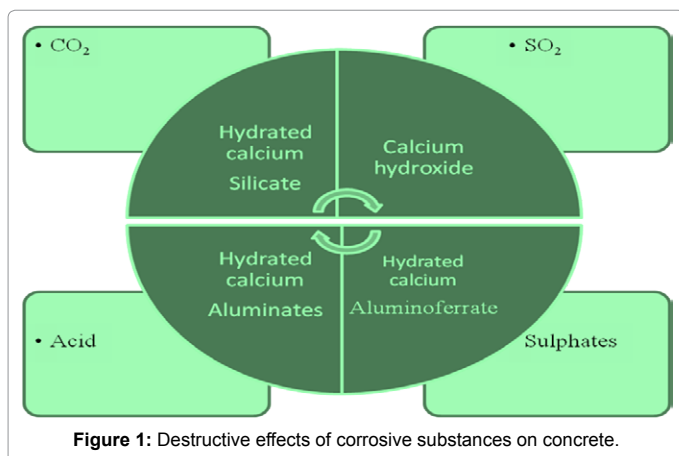 • CO₂
• SO₂
Hydrated
calcium
Silicate
Calcium
hydroxide
Hydrated
calcium
Aluminates
Hydrated
calcium
Aluminoferrate
• Acid
Sulphates
Figure 1: Destructive effects of corrosive substances on concrete.